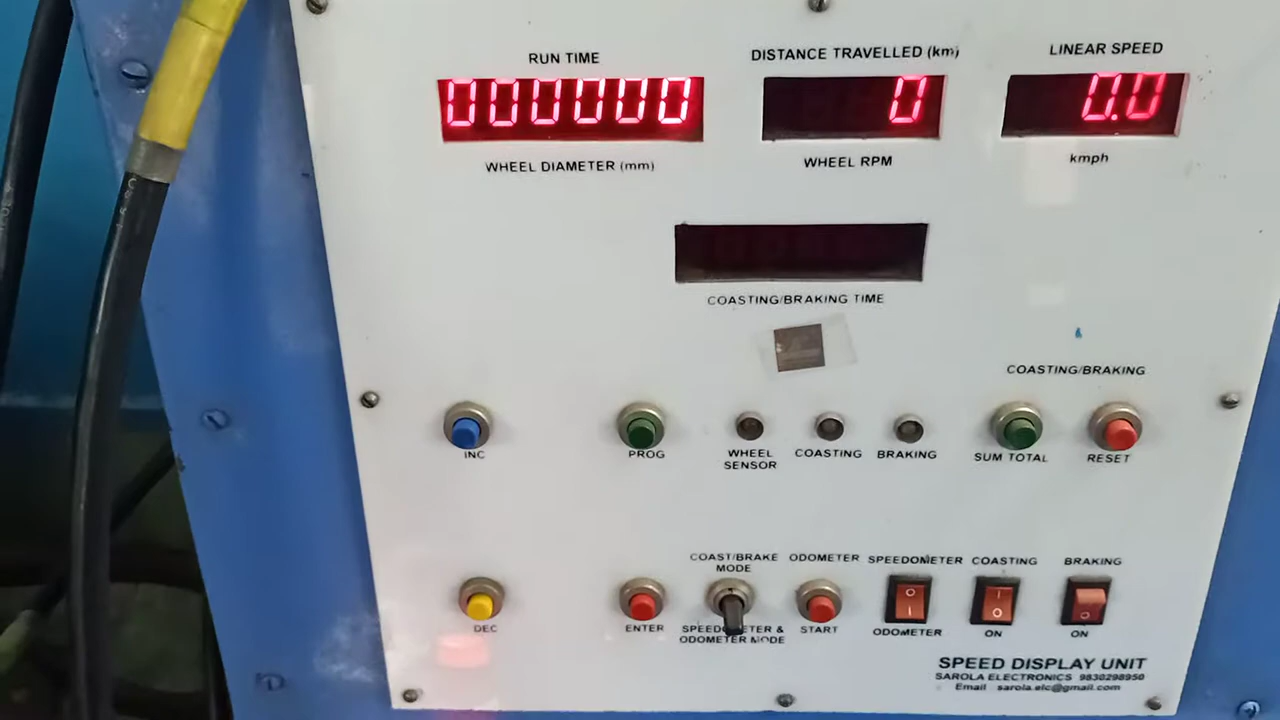 RUN TIME
DISTANCE TRAVELLED (km)
LINEAR SPEED
000000
0
0.0
WHEEL DIAMETER (mm)
WHEEL RPM
kmph
COASTING/BRAKING TIME
COASTING/BRAKING
INC
PROG
WHEEL
SENSOR
COASTING
BRAKING
SUM TOTAL
RESET
COAST/BRAKE
MODE
ODOMETER
SPEEDOMETER
COASTING
BRAKING
DEC
ENTER
SPEEDOMETER &
ODOMETER MODE
START
ODOMETER
ON
ON
SPEED DISPLAY UNIT
SAROLA ELECTRONICS 9830298950
Email sarola.elc@gmail.com